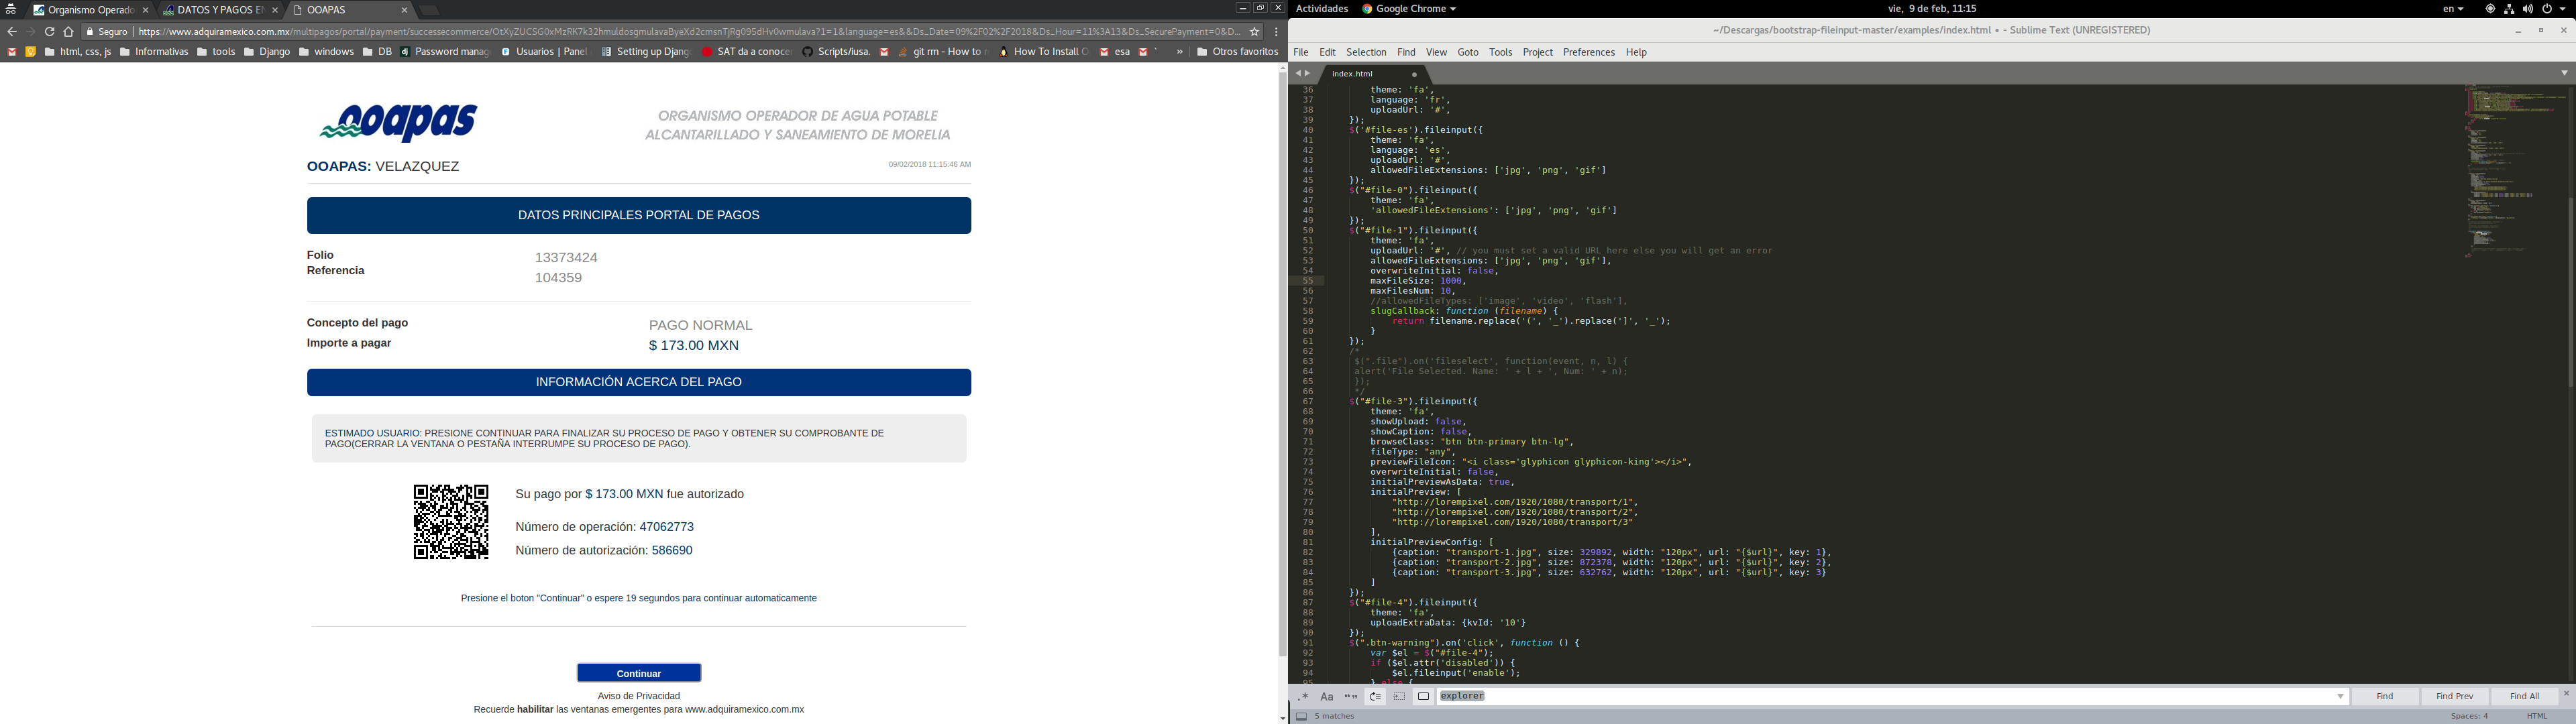 Organismo Operado
DATOS Y PAGOS EN
OOAPAS
Seguro
https://www.adquiramexico.com.mx/multipagos/portal/payment/successecommerce/
html, css, js
Informativas
tools
Django
windows
DB
Password manag
Usuarios | Panel
Setting up Djang
SAT da a conocer
Scripts/iusa.
git rm - How to r
How To Install O
esa
»
Otros favoritos
ooapas
ORGANISMO OPERADOR DE AGUA POTABLE
ALCANTARILLADO Y SANEAMIENTO DE MORELIA
OOAPAS: VELAZQUEZ
09/02/2018 11:15:46 AM
DATOS PRINCIPALES PORTAL DE PAGOS
Folio 13373424
Referencia 104359
Concepto del pago PAGO NORMAL
Importe a pagar $ 173.00 MXN
INFORMACIÓN ACERCA DEL PAGO
ESTIMADO USUARIO: PRESIONE CONTINUAR PARA FINALIZAR SU PROCESO DE PAGO Y OBTENER SU COMPROBANTE DE
PAGO(CERRAR LA VENTANA O PESTAÑA INTERRUMPE SU PROCESO DE PAGO).
Su pago por $ 173.00 MXN fue autorizado
Número de operación: 47062773
Número de autorización: 586690
Presione el boton "Continuar" o espere 19 segundos para continuar automaticamente
Continuar
Aviso de Privacidad
Recuerde habilitar las ventanas emergentes para www.adquiramexico.com.mx
Actividades
Google Chrome
vie, 9 de feb, 11:15
en
~/Descargas/bootstrap-fileinput-master/examples/index.html • - Sublime Text (UNREGISTERED)
File Edit Selection Find View Goto Tools Project Preferences Help
index.html
36 theme: 'fa',
37 language: 'fr',
38 uploadUrl: '#',
39 });
40 $('#file-es').fileinput({
41 theme: 'fa',
42 language: 'es',
43 uploadUrl: '#',
44 allowedFileExtensions: ['jpg', 'png', 'gif']
45 });
46 $("#file-0").fileinput({
47 theme: 'fa',
48 'allowedFileExtensions': ['jpg', 'png', 'gif']
49 });
50 $("#file-1").fileinput({
51 theme: 'fa',
52 uploadUrl: '#', // you must set a valid URL here else you will get an error
53 allowedFileExtensions: ['jpg', 'png', 'gif'],
54 overwriteInitial: false,
55 maxFileSize: 1000,
56 maxFilesNum: 10,
57 //allowedFileTypes: ['image', 'video', 'flash'],
58 slugCallback: function (filename) {
59 return filename.replace('(', '_').replace(']', '_');
60 }
61 });
62 /*
63 $(".file").on('fileselect', function(event, n, l) {
64 alert('File Selected. Name: ' + l + ', Num: ' + n);
65 });
66 */
67 $("#file-3").fileinput({
68 theme: 'fa',
69 showUpload: false,
70 showCaption: false,
71 browseClass: "btn btn-primary btn-lg",
72 fileType: "any",
73 previewFileIcon: "<i class='glyphicon glyphicon-king'></i>",
74 overwriteInitial: false,
75 initialPreviewAsData: true,
76 initialPreview: [
77 "http://lorempixel.com/1920/1080/transport/1",
78 "http://lorempixel.com/1920/1080/transport/2",
79 "http://lorempixel.com/1920/1080/transport/3"
80 ],
81 initialPreviewConfig: [
82 {caption: "transport-1.jpg", size: 329892, width: "120px", url: "{$url}", key: 1},
83 {caption: "transport-2.jpg", size: 872378, width: "120px", url: "{$url}", key: 2},
84 {caption: "transport-3.jpg", size: 632762, width: "120px", url: "{$url}", key: 3}
85 ]
86 });
87 $("#file-4").fileinput({
88 theme: 'fa',
89 uploadExtraData: {kvId: '10'}
90 });
91 $(".btn-warning").on('click', function () {
92 var $el = $("#file-4");
93 if ($el.attr('disabled')) {
94 $el.fileinput('enable');
95 } else {
.* Aa “ ”
explorer
Find
Find Prev
Find All
5 matches
Spaces: 4
HTML